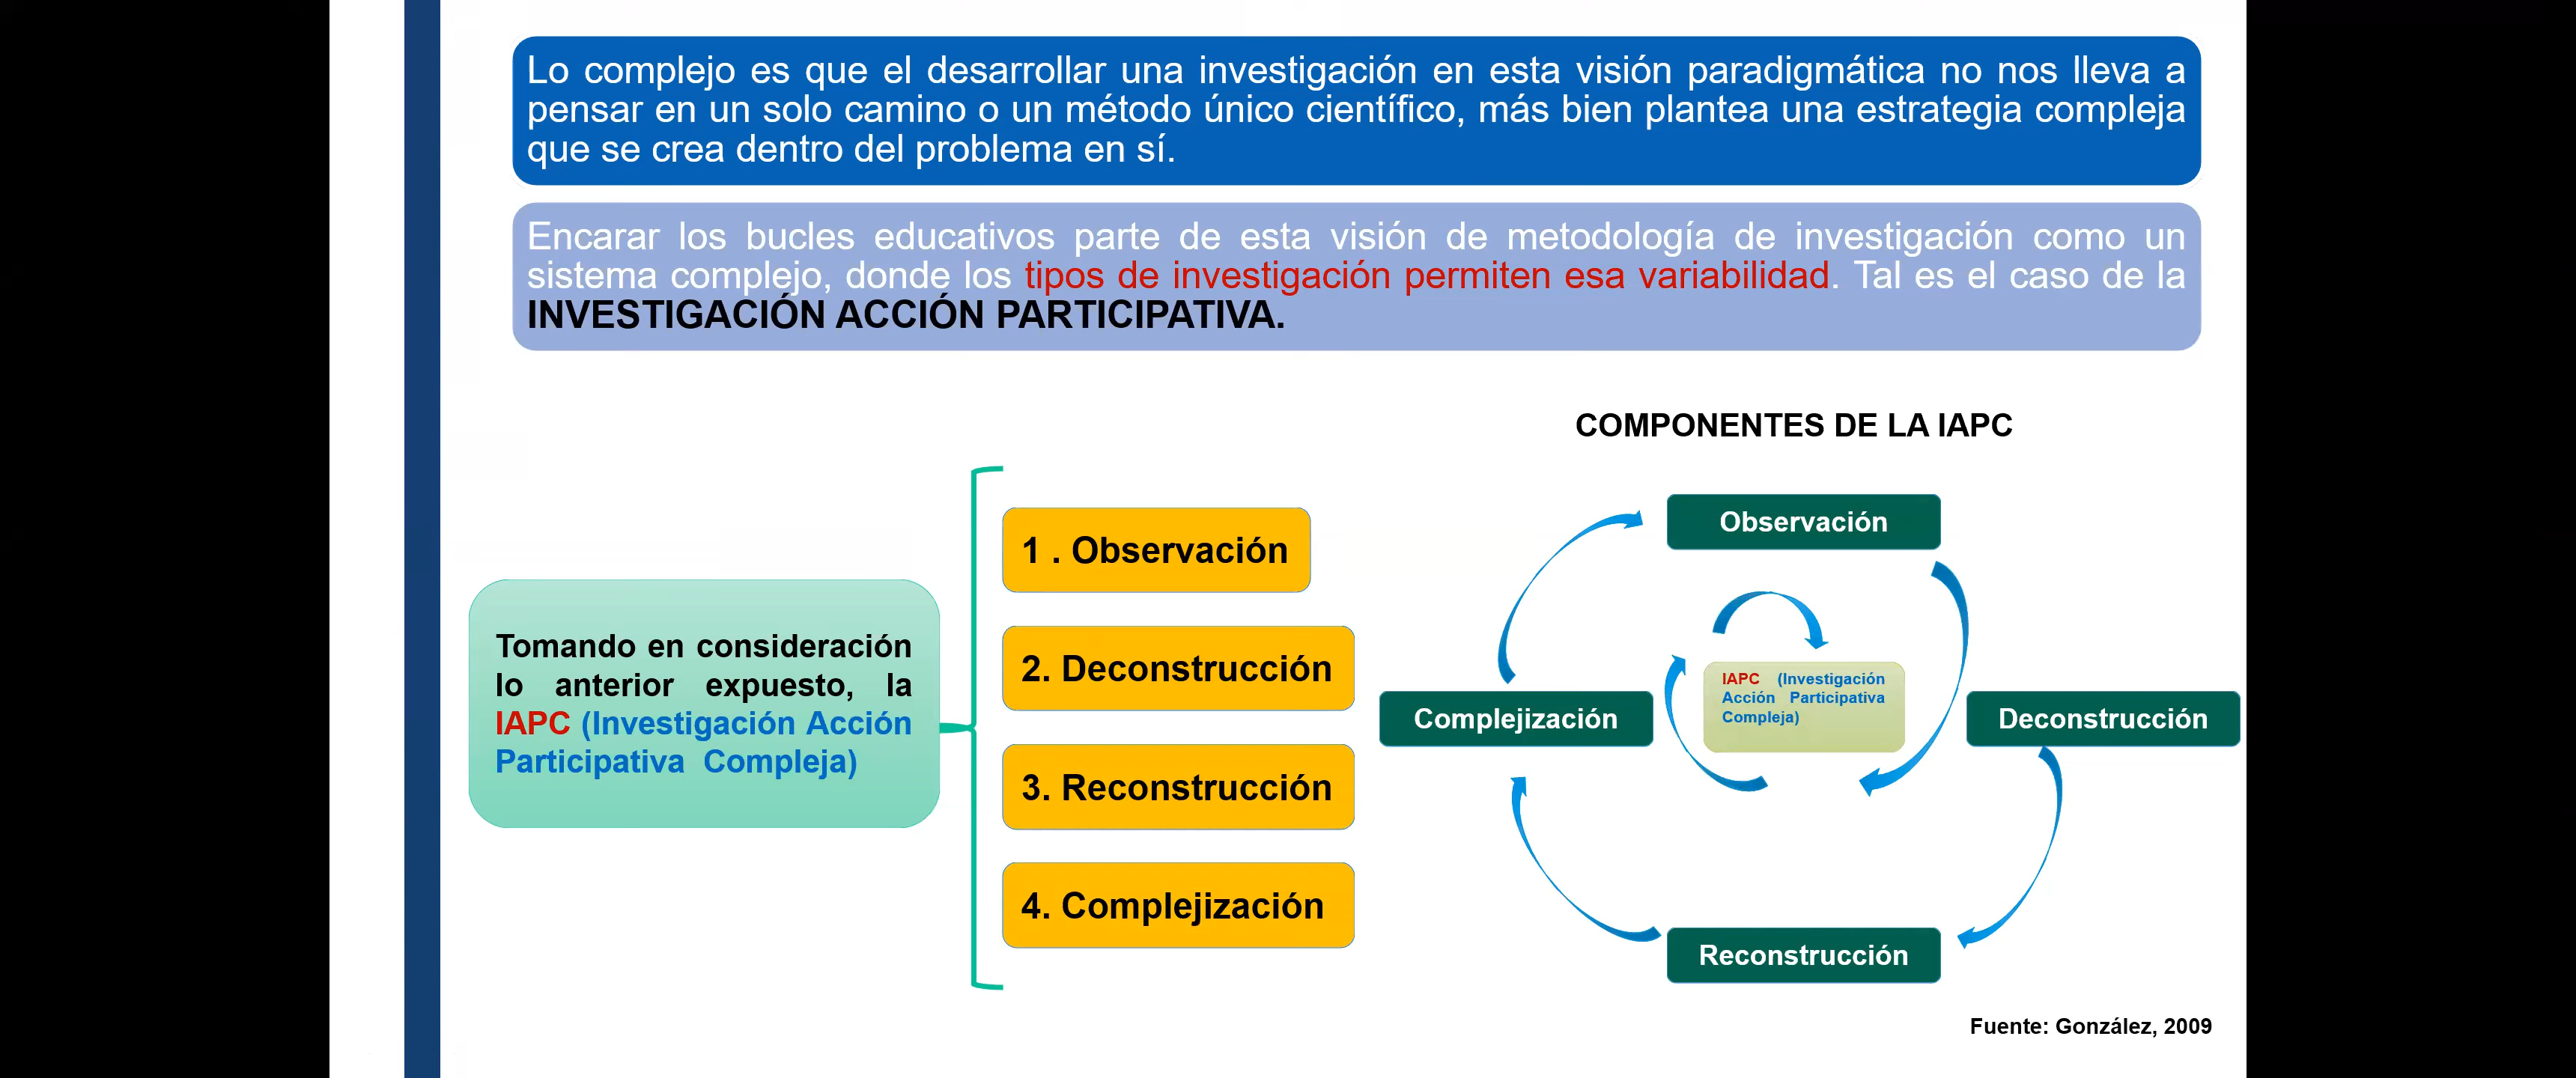 Lo complejo es que el desarrollar una investigación en esta visión paradigmática no nos lleva a
pensar en un solo camino o un método único científico, más bien plantea una estrategia compleja
que se crea dentro del problema en sí.
Encarar los bucles educativos parte de esta visión de metodología de investigación como un
sistema complejo, donde los tipos de investigación permiten esa variabilidad. Tal es el caso de la
INVESTIGACIÓN ACCIÓN PARTICIPATIVA.
Tomando en consideración
lo anterior expuesto, la
IAPC (Investigación Acción
Participativa Compleja)
1 . Observación
2. Deconstrucción
3. Reconstrucción
4. Complejización
COMPONENTES DE LA IAPC
Observación
IAPC (Investigación
Acción Participativa
Compleja)
Complejización
Deconstrucción
Reconstrucción
Fuente: González, 2009